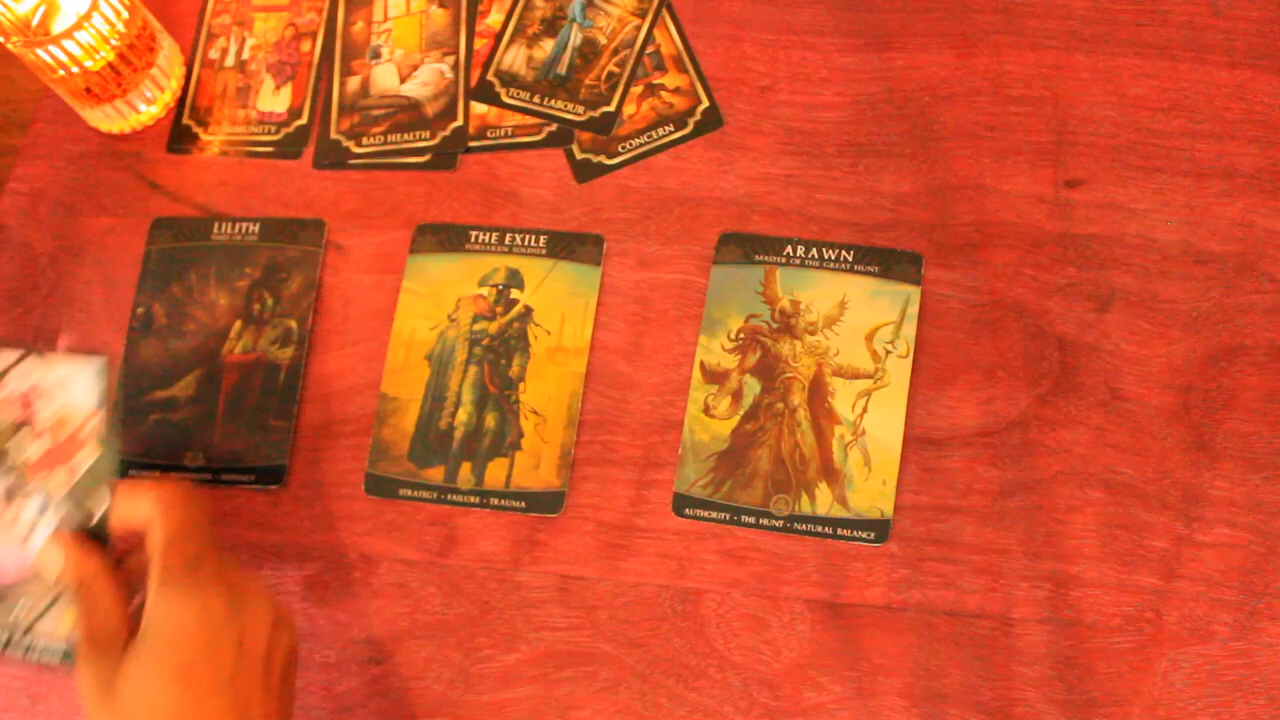 COMMUNITY
BAD HEALTH
GIFT
TOIL & LABOUR
CONCERN
LILITH
THE EXILE
FORSAKEN SOLDIER
ARAWN
MASTER OF THE GREAT HUNT
STRATEGY • FAILURE • TRAUMA
AUTHORITY • THE HUNT • NATURAL BALANCE